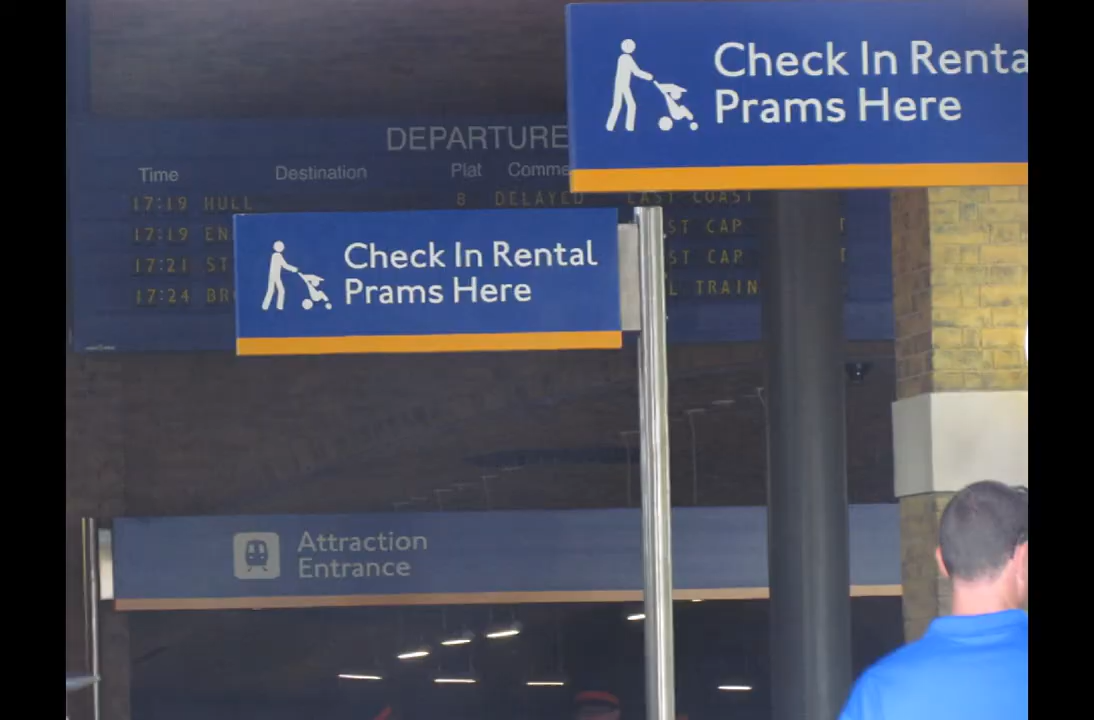 Check In Renta
Prams Here
DEPARTURE
Time Destination Plat Comme
17:19 HULL 8 DELAYED EAST COAST
17:19 EN ST CAP T
17:21 ST ST CAP T
17:24 BR L TRAIN
Check In Rental
Prams Here
Attraction
Entrance